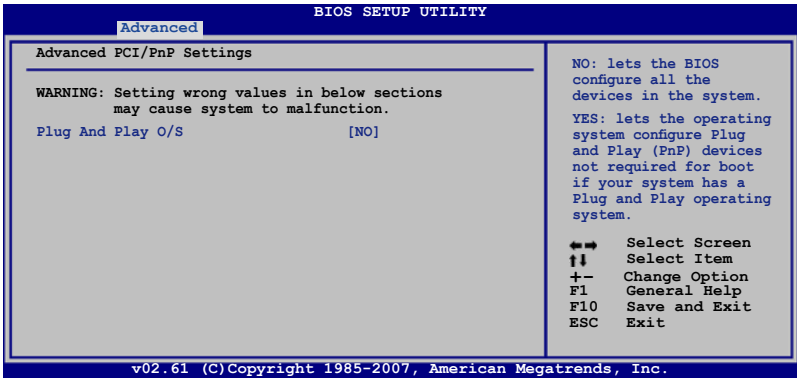 BIOS SETUP UTILITY
Advanced
Advanced PCI/PnP Settings
WARNING: Setting wrong values in below sections
may cause system to malfunction.
Plug And Play O/S [NO]
NO: lets the BIOS
configure all the
devices in the system.
YES: lets the operating
system configure Plug
and Play (PnP) devices
not required for boot
if your system has a
Plug and Play operating
system.
←→ Select Screen
↑↓ Select Item
+- Change Option
F1 General Help
F10 Save and Exit
ESC Exit
v02.61 (C)Copyright 1985-2007, American Megatrends, Inc.